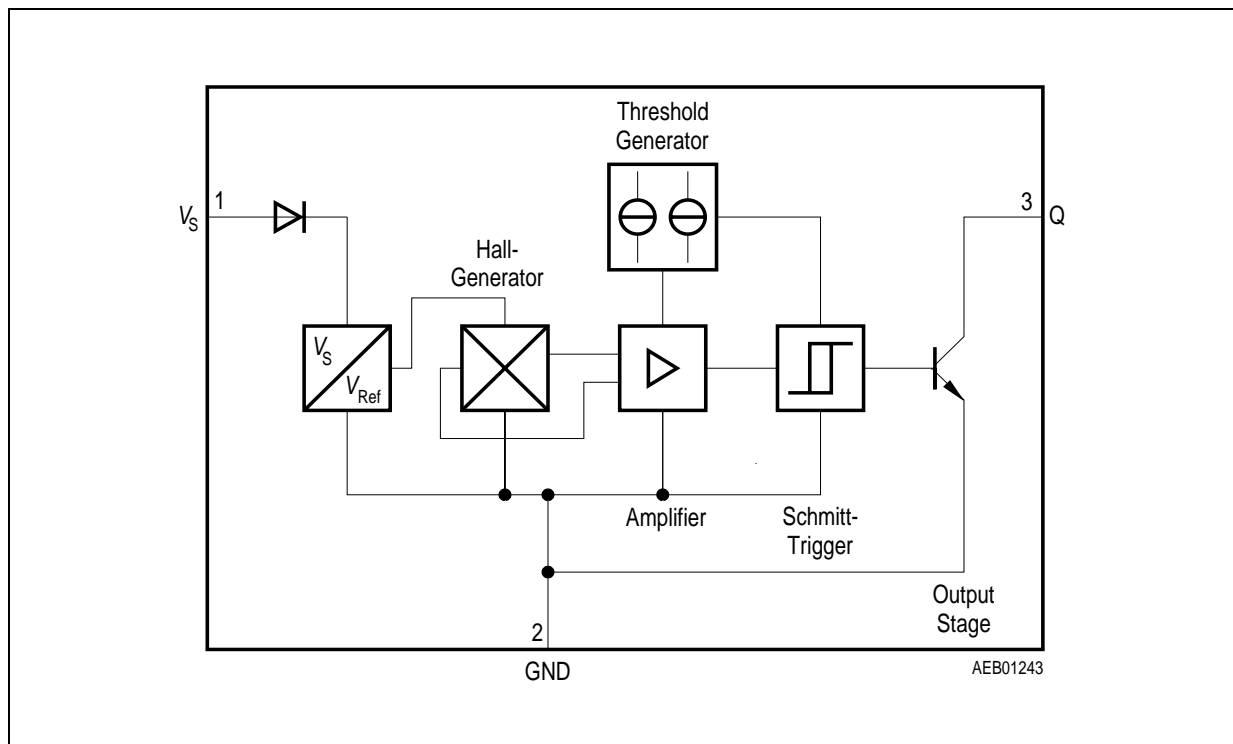 Threshold
Generator
V_S
1
3
Q
Hall-
Generator
V_S
V_Ref
Amplifier
Schmitt-
Trigger
Output
Stage
2
GND
AEB01243